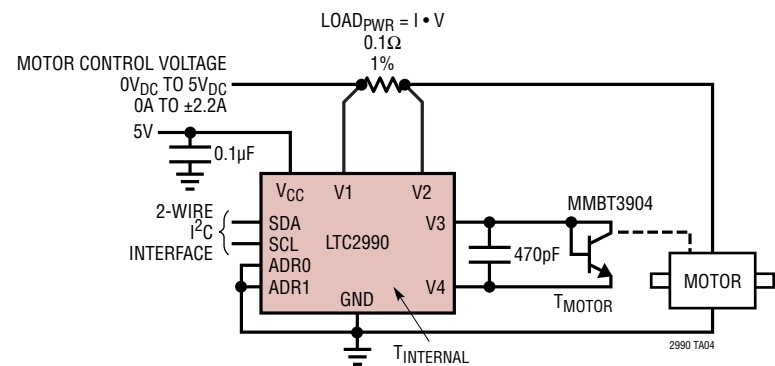 LOADPWR = I • V
0.1Ω
1%
MOTOR CONTROL VOLTAGE
0VDC TO 5VDC
0A TO ±2.2A
5V
0.1µF
VCC
V1
V2
2-WIRE
I²C
INTERFACE
SDA
SCL
ADR0
ADR1
LTC2990
GND
V3
V4
470pF
MMBT3904
TMOTOR
MOTOR
TINTERNAL
2990 TA04